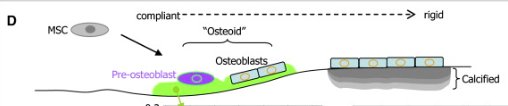 D
compliant rigid
MSC
"Osteoid"
Osteoblasts
Pre-osteoblast
Calcified